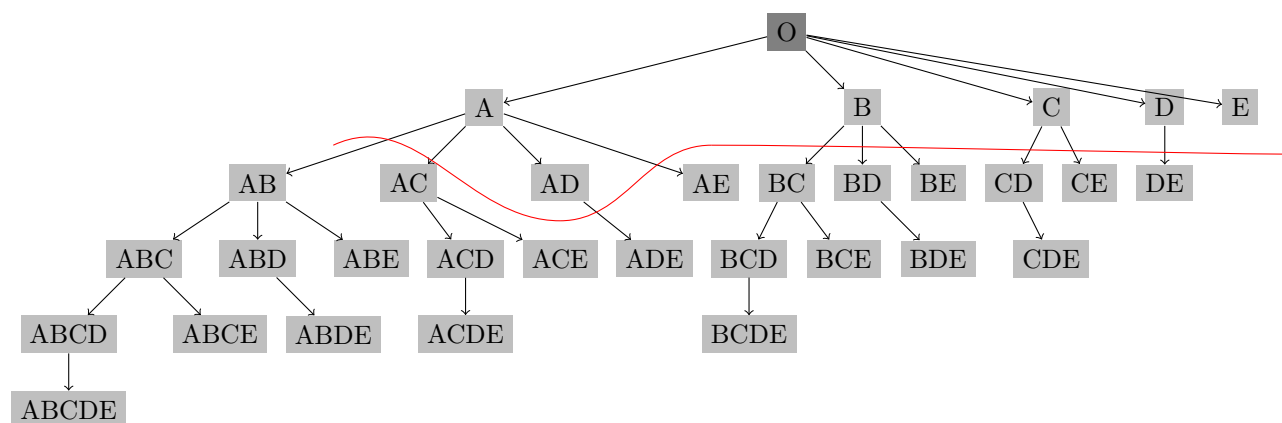 O
A B C D E
AB AC AD AE BC BD BE CD CE DE
ABC ABD ABE ACD ACE ADE BCD BCE BDE CDE
ABCD ABCE ABDE ACDE BCDE
ABCDE